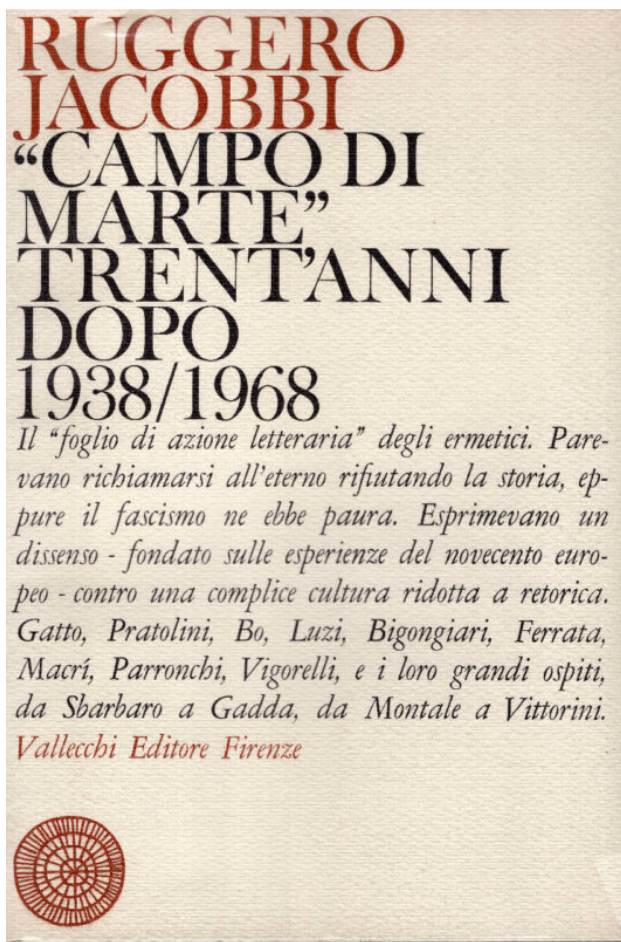 RUGGERO
JACOBBI
“CAMPO DI
MARTE”
TRENT’ANNI
DOPO
1938/1968
Il “foglio di azione letteraria” degli ermetici. Pare-
vano richiamarsi all’eterno rifiutando la storia, ep-
pure il fascismo ne ebbe paura. Esprimevano un
dissenso - fondato sulle esperienze del novecento euro-
peo - contro una complice cultura ridotta a retorica.
Gatto, Pratolini, Bo, Luzi, Bigongiari, Ferrata,
Macrí, Parronchi, Vigorelli, e i loro grandi ospiti,
da Sbarbaro a Gadda, da Montale a Vittorini.
Vallecchi Editore Firenze